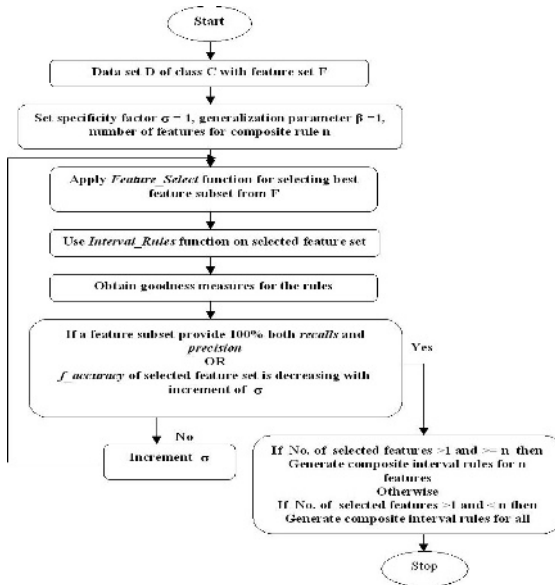 Start
Data set D of class C with feature set F
Set specificity factor σ = 1, generalization parameter β =1,
number of features for composite rule n
Apply Feature_Select function for selecting best
feature subset from F
Use Interval_Rules function on selected feature set
Obtain goodness measures for the rules
If a feature subset provide 100% both recalls and
precision
OR
f_accuracy of selected feature set is decreasing with
increment of σ
Yes
No
Increment σ
If No. of selected features >1 and >= n then
Generate composite interval rules for n
features
Otherwise
If No. of selected features >1 and < n then
Generate composite interval rules for all
Stop